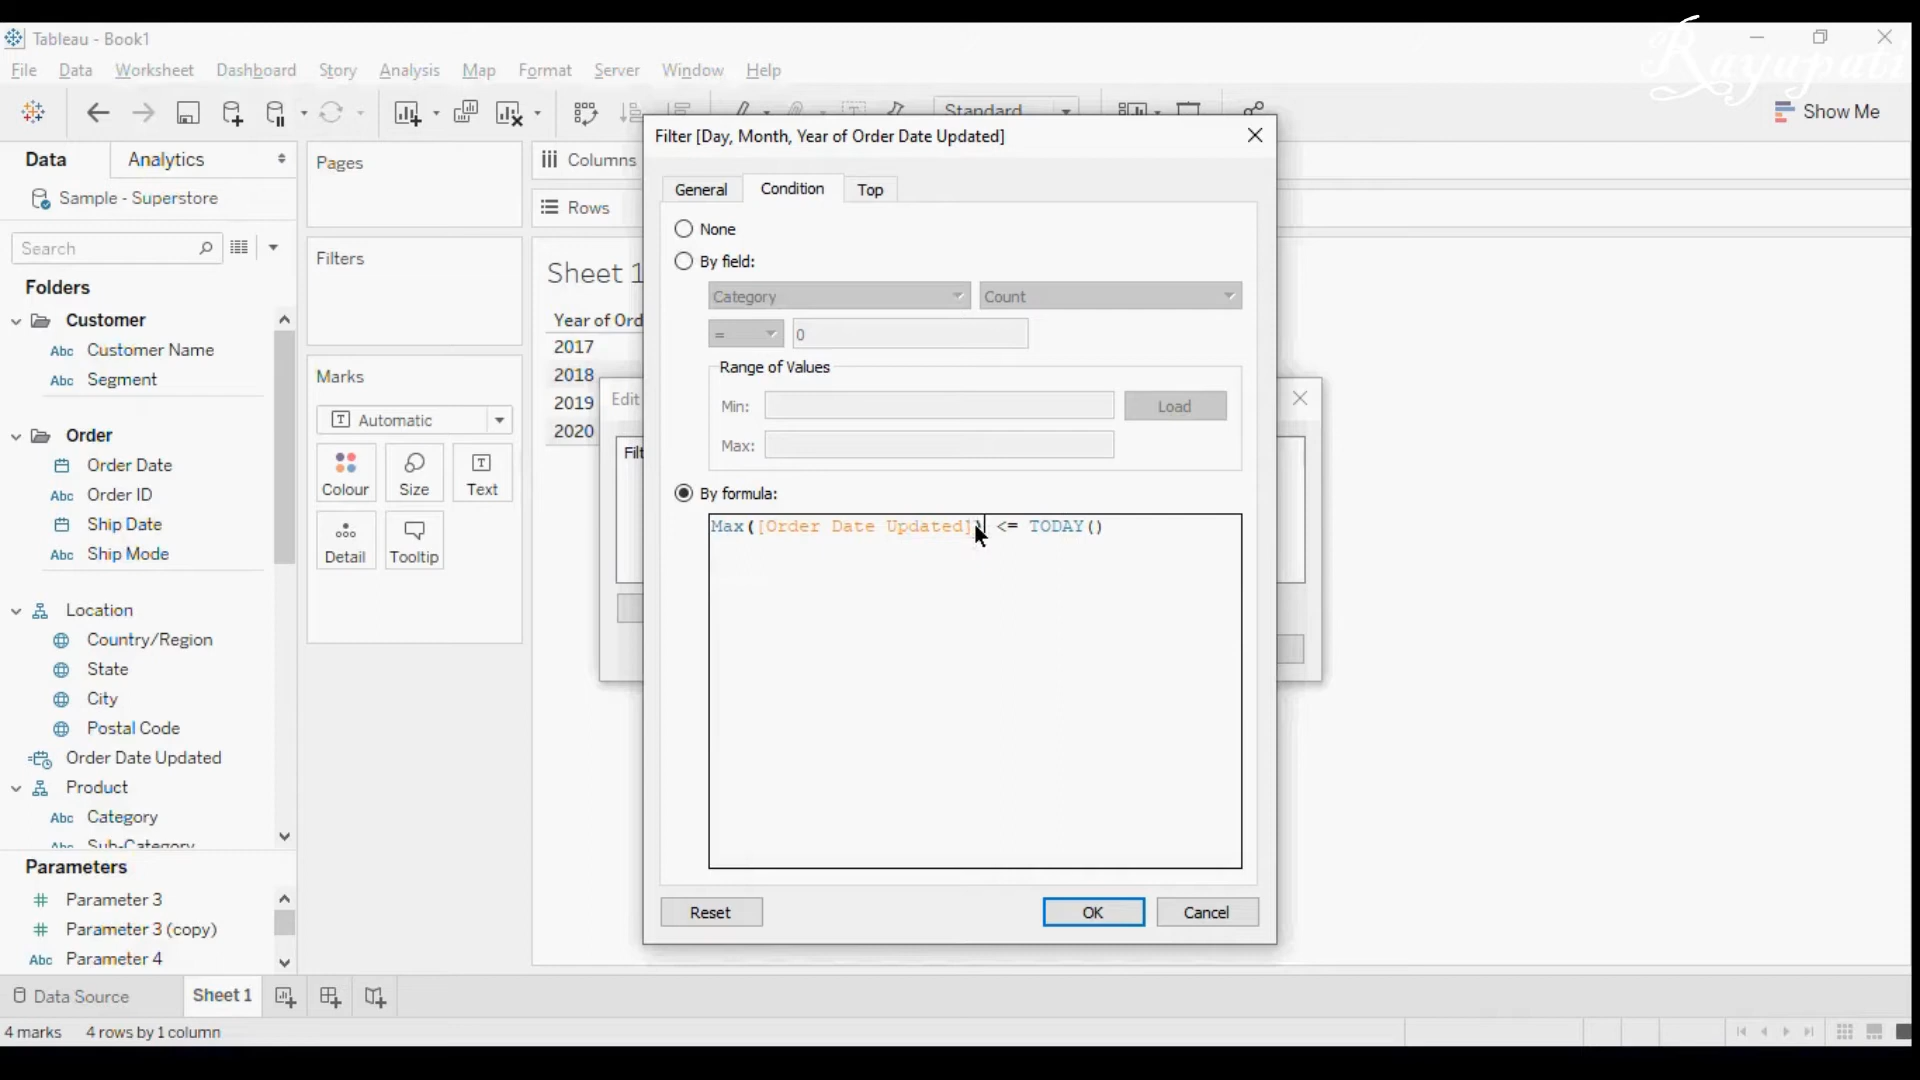 Rayapati
Tableau - Book1
File Data Worksheet Dashboard Story Analysis Map Format Server Window Help
Standard
Show Me
Data Analytics
Sample - Superstore
Search
Folders
Customer
Abc Customer Name
Abc Segment
Order
Order Date
Abc Order ID
Ship Date
Abc Ship Mode
Location
Country/Region
State
City
Postal Code
Order Date Updated
Product
Abc Category
Abc Sub-Category
Parameters
# Parameter 3
# Parameter 3 (copy)
Abc Parameter 4
Pages
Filters
Marks
Automatic
Colour Size Text
Detail Tooltip
Columns
Rows
Sheet 1
Year of Ord
2017
2018
2019
2020
Edit
Filt
Filter [Day, Month, Year of Order Date Updated]
General Condition Top
None
By field:
Category Count
= 0
Range of Values
Min: Load
Max:
By formula:
Max([Order Date Updated]) <= TODAY()
Reset OK Cancel
Data Source Sheet 1
4 marks 4 rows by 1 column